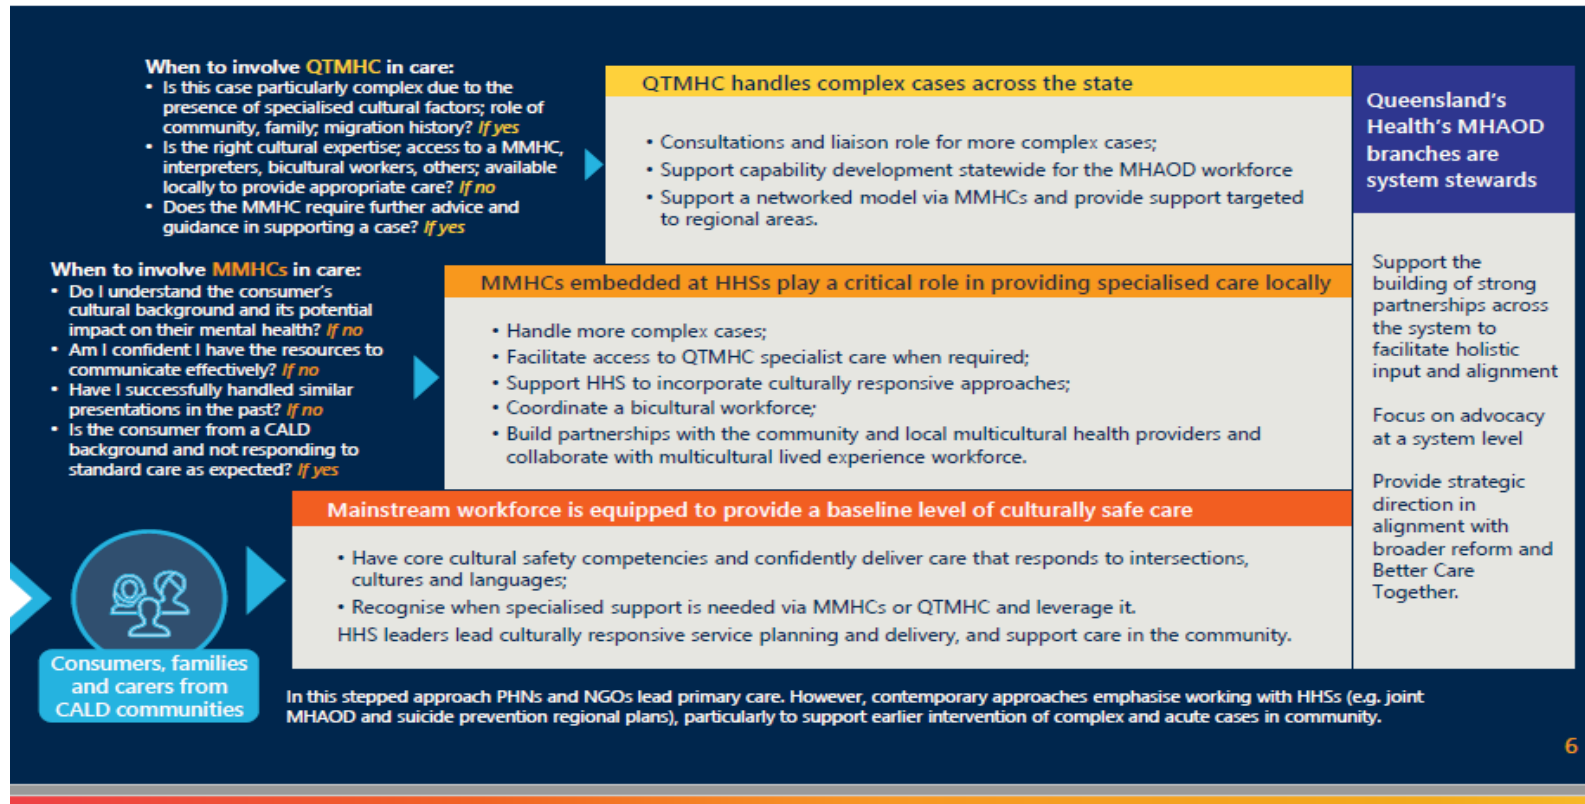 When to involve QTMHC in care:
• Is this case particularly complex due to the
presence of specialised cultural factors; role of
community, family; migration history? If yes
• Is the right cultural expertise; access to a MMHC,
interpreters, bicultural workers, others; available
locally to provide appropriate care? If no
• Does the MMHC require further advice and
guidance in supporting a case? If yes
QTMHC handles complex cases across the state
• Consultations and liaison role for more complex cases;
• Support capability development statewide for the MHAOD workforce
• Support a networked model via MMHCs and provide support targeted
to regional areas.
When to involve MMHCs in care:
• Do I understand the consumer's
cultural background and its potential
impact on their mental health? If no
• Am I confident I have the resources to
communicate effectively? If no
• Have I successfully handled similar
presentations in the past? If no
• Is the consumer from a CALD
background and not responding to
standard care as expected? If yes
MMHCs embedded at HHSs play a critical role in providing specialised care locally
• Handle more complex cases;
• Facilitate access to QTMHC specialist care when required;
• Support HHS to incorporate culturally responsive approaches;
• Coordinate a bicultural workforce;
• Build partnerships with the community and local multicultural health providers and
collaborate with multicultural lived experience workforce.
Mainstream workforce is equipped to provide a baseline level of culturally safe care
• Have core cultural safety competencies and confidently deliver care that responds to intersections,
cultures and languages;
• Recognise when specialised support is needed via MMHCs or QTMHC and leverage it.
HHS leaders lead culturally responsive service planning and delivery, and support care in the community.
Queensland's
Health's MHAOD
branches are
system stewards
Support the
building of strong
partnerships across
the system to
facilitate holistic
input and alignment
Focus on advocacy
at a system level
Provide strategic
direction in
alignment with
broader reform and
Better Care
Together.
Consumers, families
and carers from
CALD communities
In this stepped approach PHNs and NGOs lead primary care. However, contemporary approaches emphasise working with HHSs (e.g. joint
MHAOD and suicide prevention regional plans), particularly to support earlier intervention of complex and acute cases in community.
6